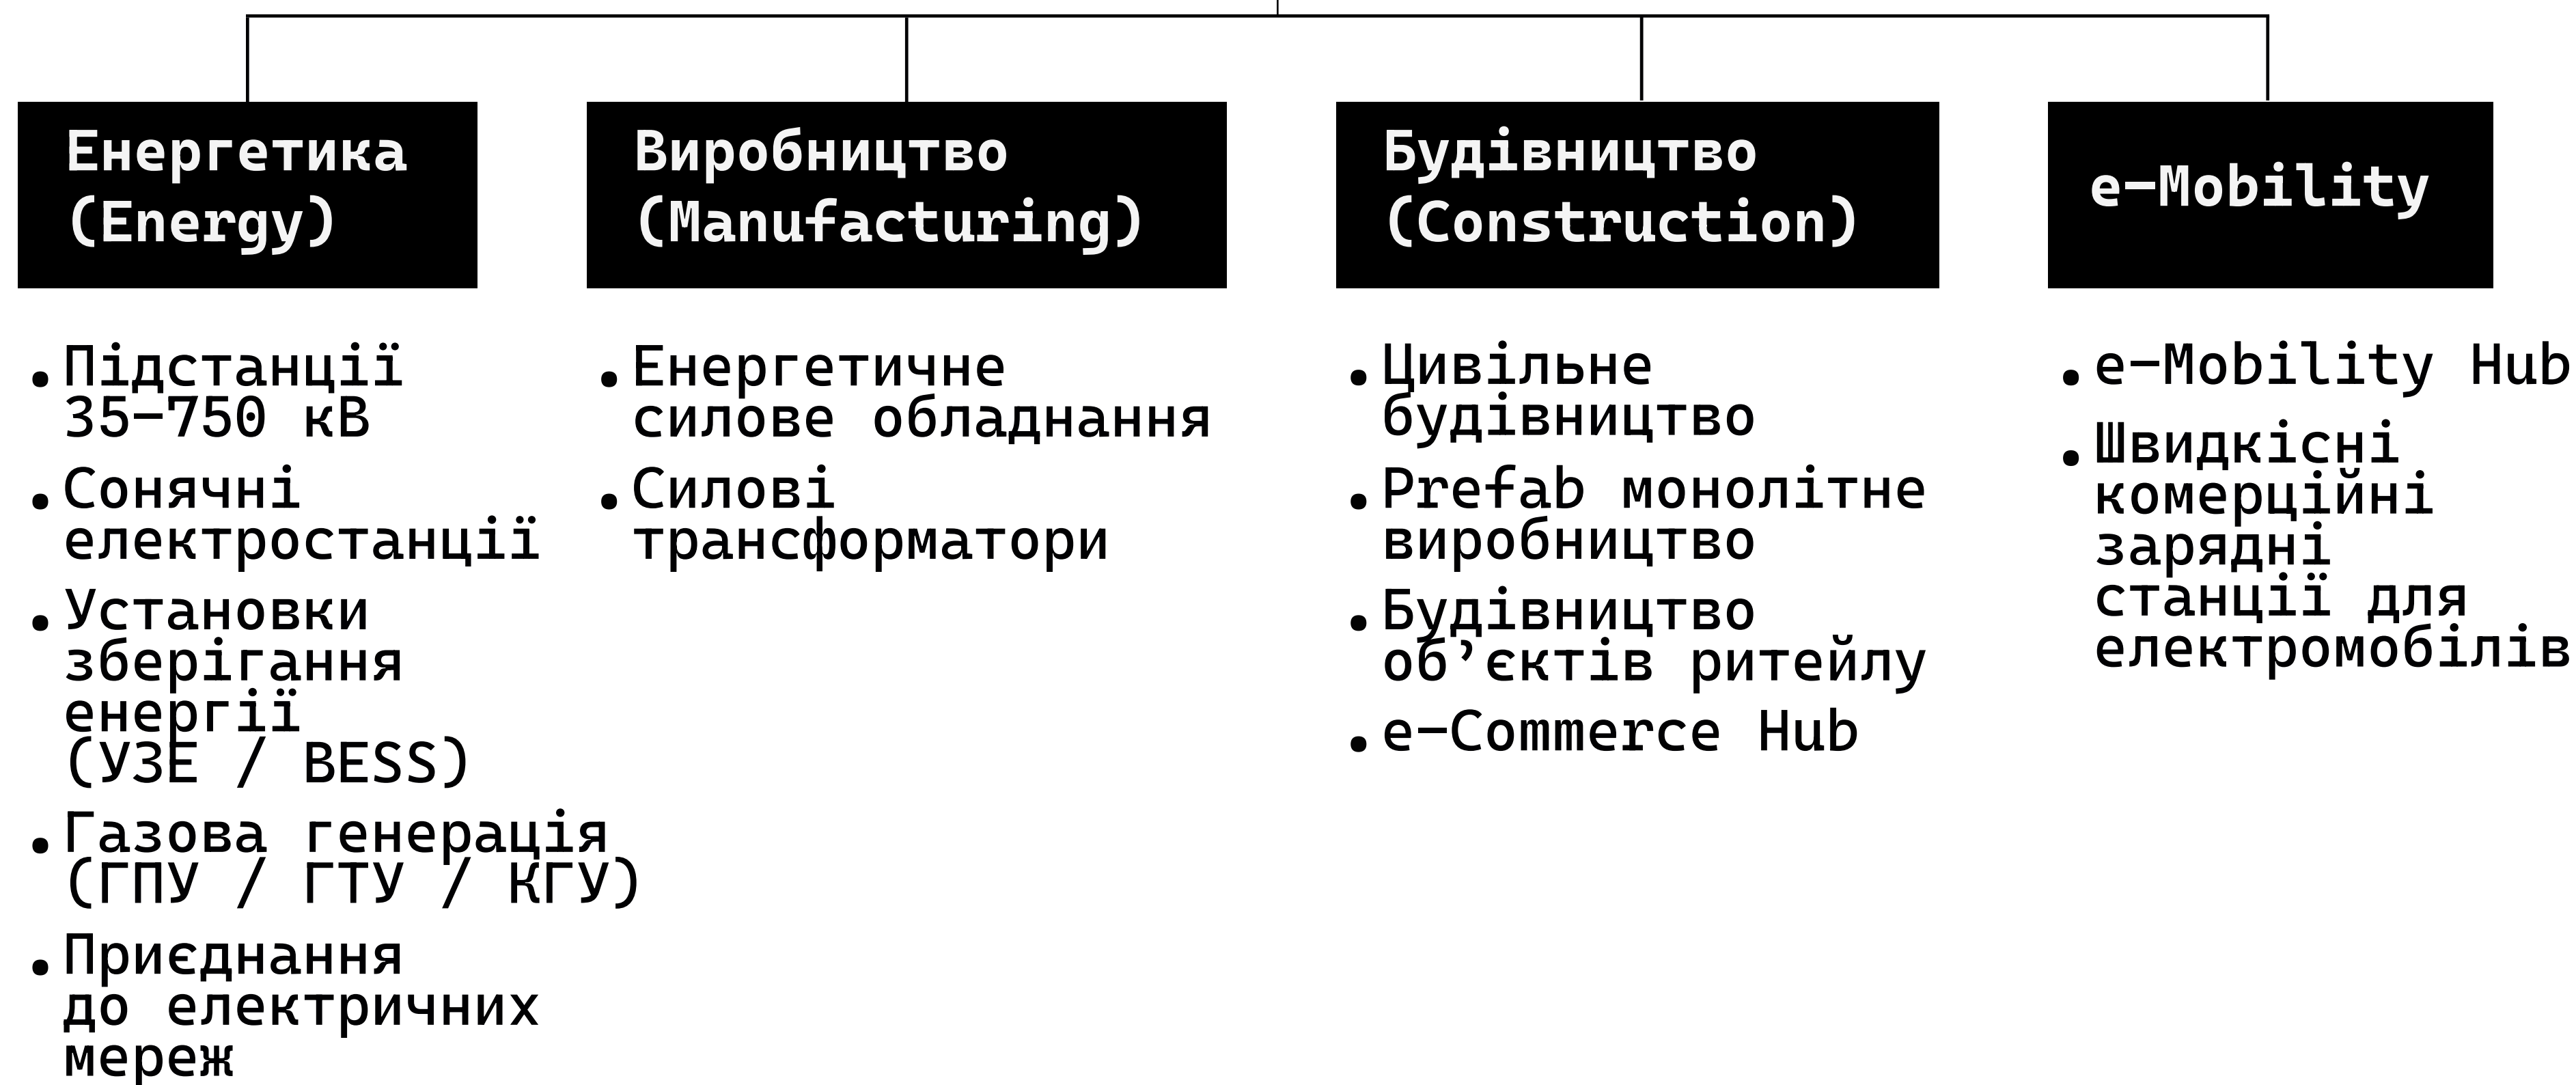 Енергетика
(Energy)
• Підстанції
35–750 кВ
• Сонячні
електростанції
• Установки
зберігання
енергії
(УЗЕ / BESS)
• Газова генерація
(ГПУ / ГТУ / КГУ)
• Приєднання
до електричних
мереж
Виробництво
(Manufacturing)
• Енергетичне
силове обладнання
• Силові
трансформатори
Будівництво
(Construction)
• Цивільне
будівництво
• Prefab монолітне
виробництво
• Будівництво
об’єктів ритейлу
• e–Commerce Hub
e–Mobility
• e–Mobility Hub
• Швидкісні
комерційні
зарядні
станції для
електромобілів